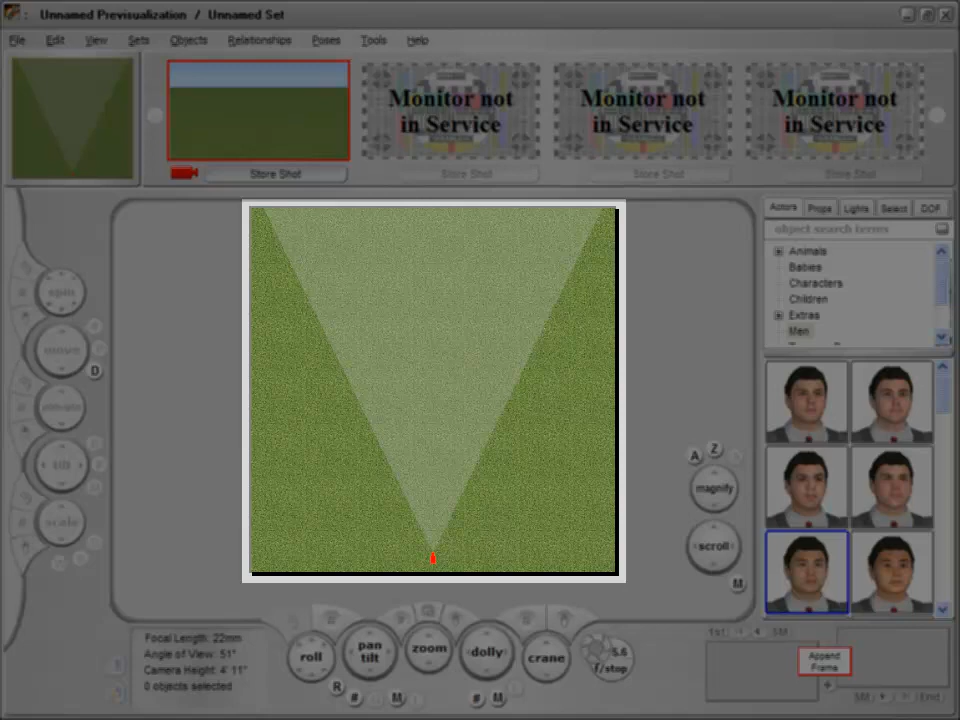 Unnamed Previsualization / Unnamed Set
File Edit View Sets Objects Relationships Poses Tools Help
Monitor not in Service
Monitor not in Service
Monitor not in Service
Store Shot
Store Shot
Store Shot
Store Shot
Actors Props Lights Select DOF
object search terms
Animals
Babies
Characters
Children
Extras
Men
spin
move
D
tilt
scale
A Z
magnify
scroll
M
Focal Length: 22mm
Angle of View: 51°
Camera Height: 4' 11"
0 objects selected
roll
R
pan tilt
# M
zoom
dolly
# M
crane
5.6
F/stop
1st SM
Append
Frame
SM End